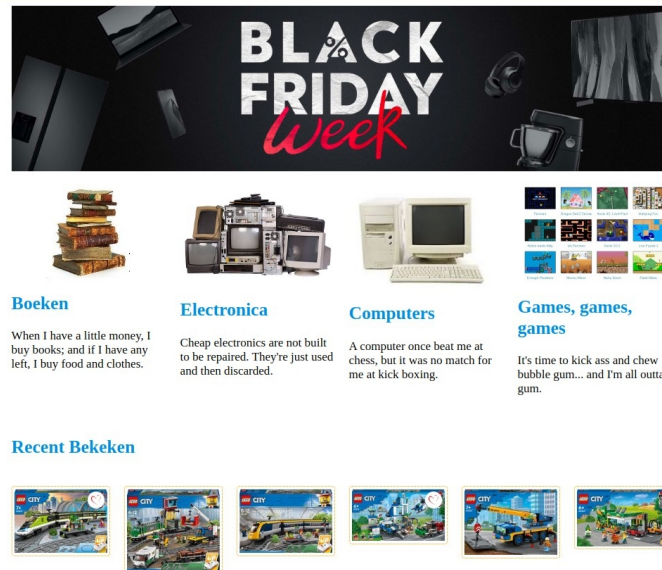 BLACK
FRIDAY
Week
Boeken
When I have a little money, I
buy books; and if I have any
left, I buy food and clothes.
Electronica
Cheap electronics are not built
to be repaired. They're just used
and then discarded.
Computers
A computer once beat me at
chess, but it was no match for
me at kick boxing.
Games, games,
games
It's time to kick ass and chew
bubble gum... and I'm all outta
gum.
Recent Bekeken
LEGO CITY
LEGO CITY
LEGO CITY
LEGO CITY
LEGO CITY
LEGO CITY